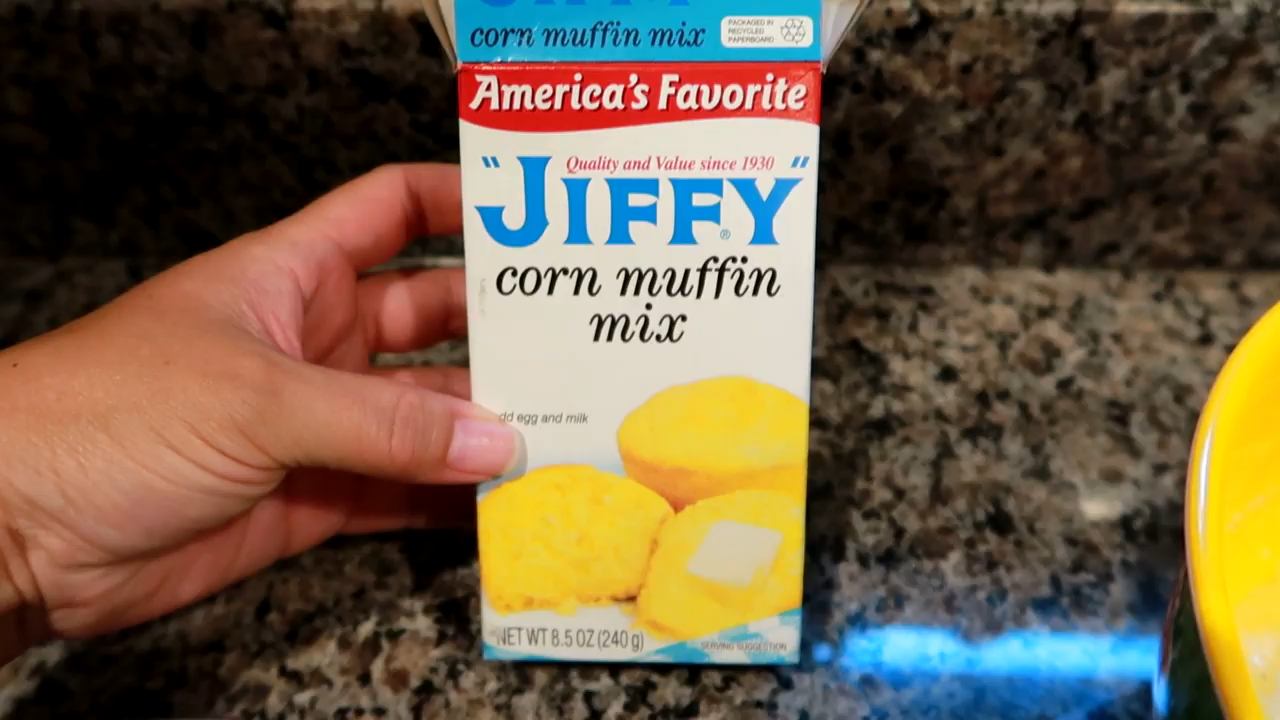 corn muffin mix
PACKAGED IN
RECYCLED
PAPERBOARD
America's Favorite
Quality and Value since 1930
"JIFFY"®
corn muffin
mix
dd egg and milk
NET WT 8.5 OZ (240 g)
SERVING SUGGESTION